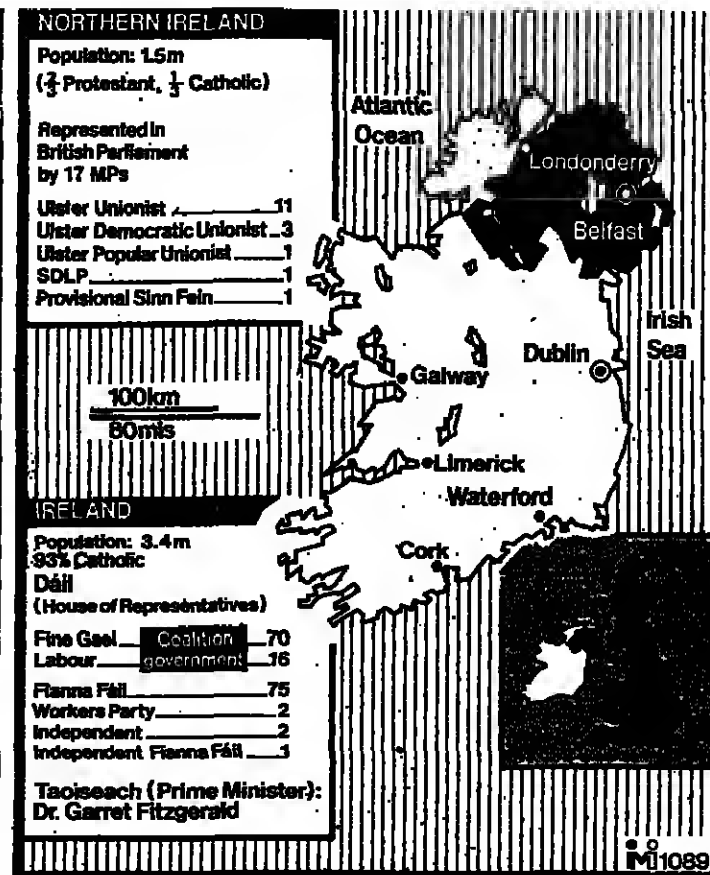 NORTHERN IRELAND
Population: 1.5m
(⅔ Protestant, ⅓ Catholic)
Represented in
British Parliament
by 17 MPs
Ulster Unionist 11
Ulster Democratic Unionist 3
Ulster Popular Unionist 1
SDLP 1
Provisional Sinn Fein 1
100km
60mls
IRELAND
Population: 3.4m
93% Catholic
Dáil
(House of Representatives)
Fine Gael Coalition 70
Labour government 16
Fianna Fáil 75
Workers Party 2
Independent 2
Independent Fianna Fáil 1
Taoiseach (Prime Minister):
Dr. Garret Fitzgerald
Atlantic
Ocean
Londonderry
Belfast
Irish
Sea
Dublin
Galway
Limerick
Waterford
Cork
1089